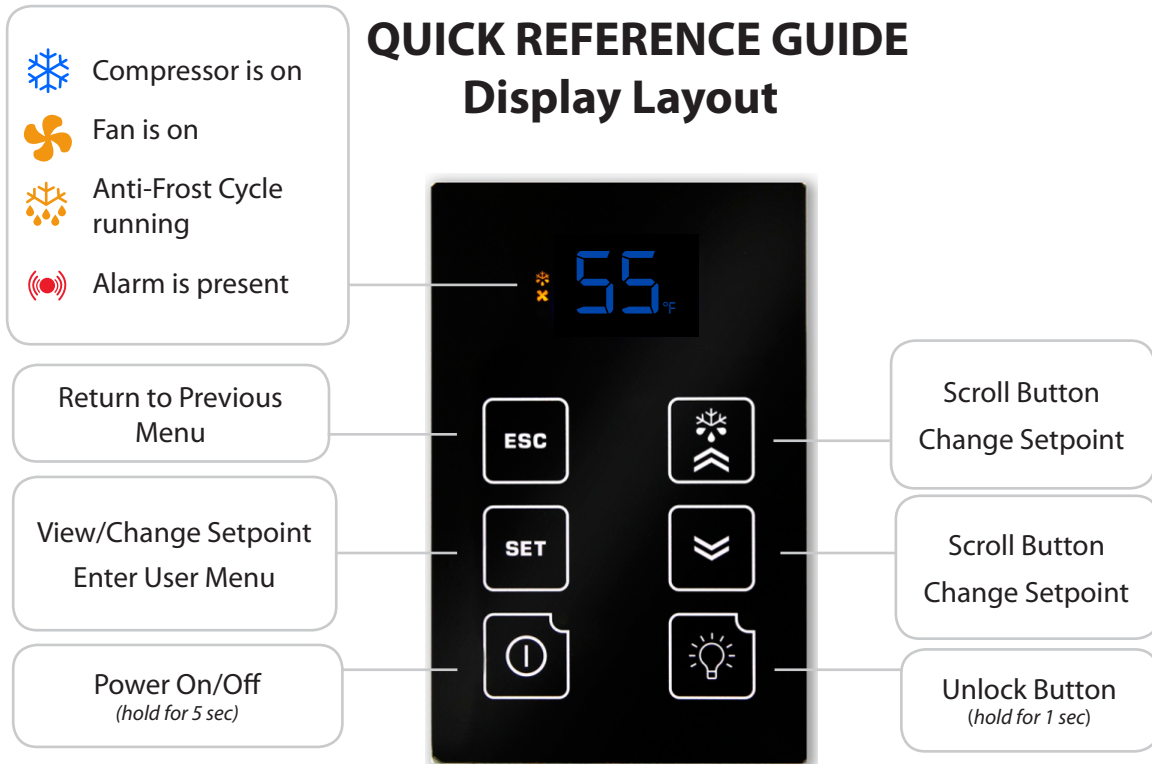 QUICK REFERENCE GUIDE
Display Layout
Compressor is on
Fan is on
Anti-Frost Cycle
running
Alarm is present
55 °F
Return to Previous
Menu
ESC
Scroll Button
Change Setpoint
View/Change Setpoint
Enter User Menu
SET
Scroll Button
Change Setpoint
Power On/Off
(hold for 5 sec)
Unlock Button
(hold for 1 sec)